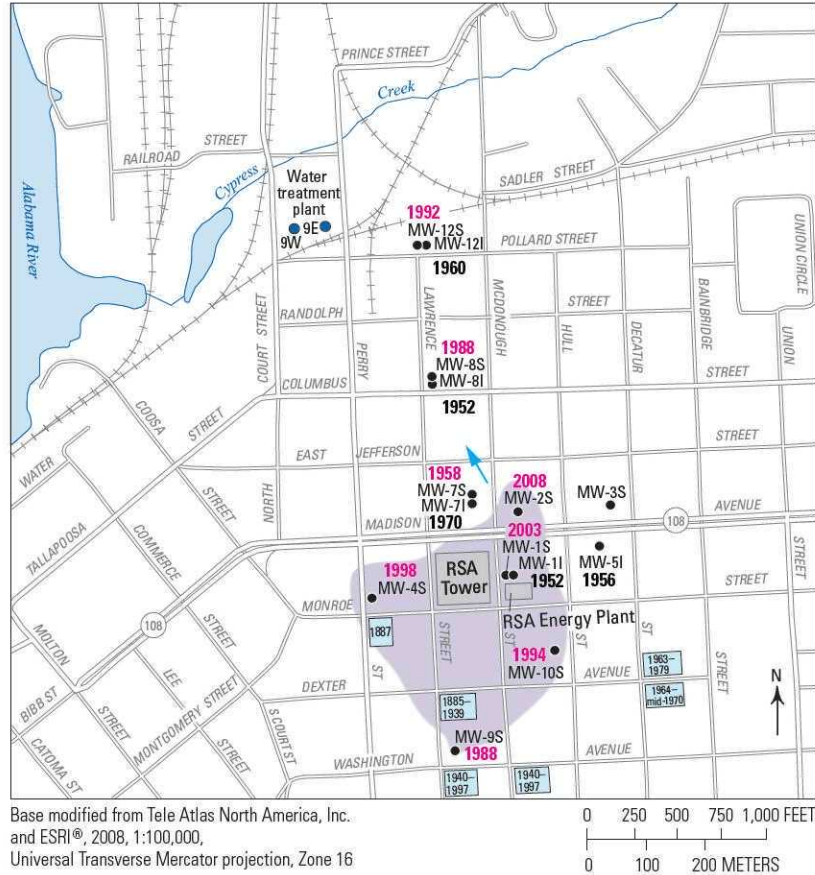 PRINCE STREET
Creek
RAILROAD
STREET
Cypress
SADLER STREET
Alabama River
Water
treatment
plant
9E
9W
1992
MW-12S
MW-12I
1960
POLLARD STREET
UNION CIRCLE
COURT STREET
RANDOLPH
STREET
PERRY
LAWRENCE
MCDONOUGH
HULL
DECATUR
BAINBRIDGE
UNION
1988
MW-8S
MW-8I
1952
COLUMBUS
STREET
COOSA
STREET
WATER
STREET
EAST
JEFFERSON
STREET
NORTH
TALLAPOOSA
COMMERCE
STREET
1958
MW-7S
MW-7I
1970
MADISON
AVENUE
108
2008
MW-2S
MW-3S
2003
MW-1S
MW-1I
1952
MW-5I
1956
1998
MW-4S
RSA
Tower
MONROE
STREET
RSA Energy Plant
1887
STREET
ST
ST
ST
ST
STREET
STREET
108
MOLTON
STREET
LEE
STREET
BIBB ST
MONTGOMERY STREET
S COURT ST
CATOMA ST
1994
MW-10S
DEXTER
AVENUE
1963–
1979
1964–
mid-1970
1885–
1939
MW-9S
1988
WASHINGTON
AVENUE
1940–
1997
1940–
1997
N
Base modified from Tele Atlas North America, Inc.
and ESRI®, 2008, 1:100,000,
Universal Transverse Mercator projection, Zone 16
0 250 500 750 1,000 FEET
0 100 200 METERS